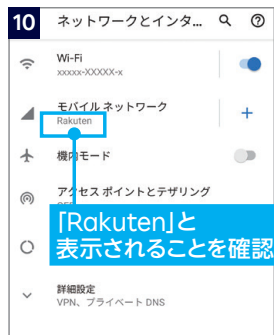 10
ネットワークとインタ...
Wi-Fi
xxxxx-XXXXX-x
モバイル ネットワーク
Rakuten
機内モード
アクセス ポイントとテザリング
「Rakuten」と
表示されることを確認
詳細設定
VPN、プライベート DNS